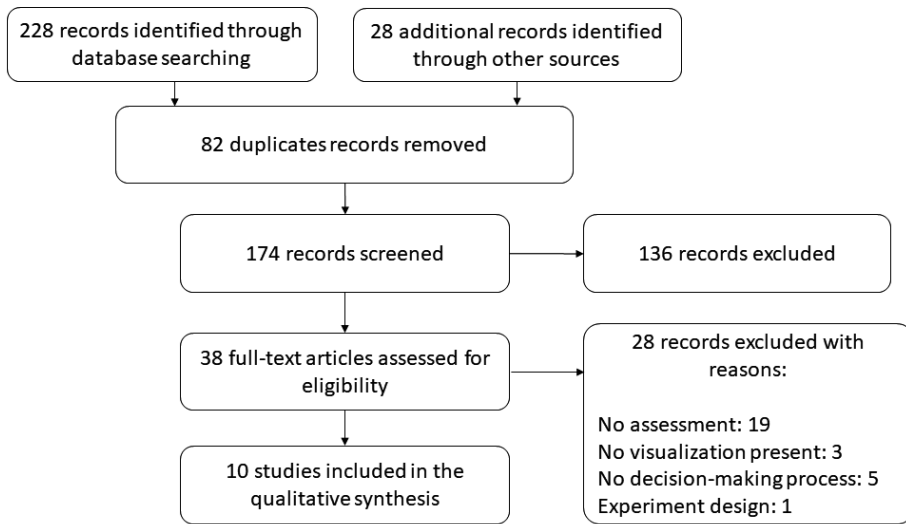 228 records identified through
database searching
28 additional records identified
through other sources
82 duplicates records removed
174 records screened
136 records excluded
38 full-text articles assessed for
eligibility
28 records excluded with
reasons:
No assessment: 19
No visualization present: 3
No decision-making process: 5
Experiment design: 1
10 studies included in the
qualitative synthesis